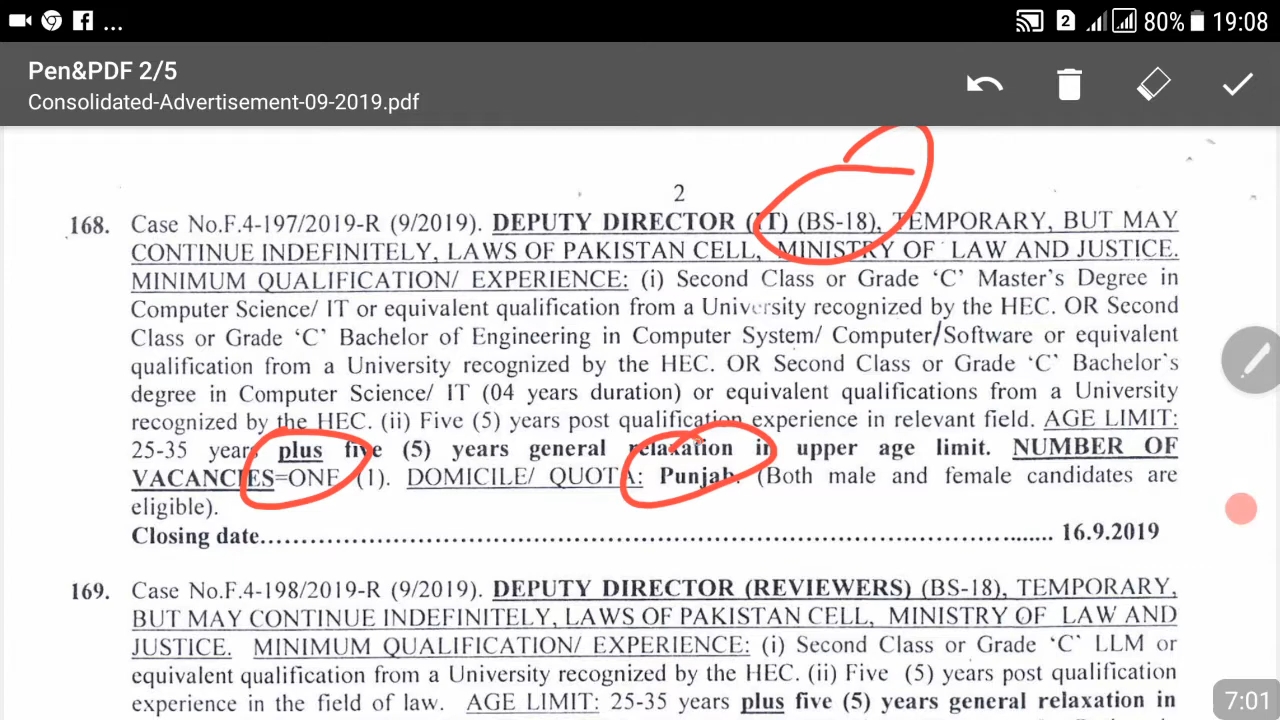 ... 2 80% 19:08
Pen&PDF 2/5
Consolidated-Advertisement-09-2019.pdf
2
168. Case No.F.4-197/2019-R (9/2019). DEPUTY DIRECTOR (IT) (BS-18), TEMPORARY, BUT MAY
CONTINUE INDEFINITELY, LAWS OF PAKISTAN CELL, MINISTRY OF LAW AND JUSTICE.
MINIMUM QUALIFICATION/ EXPERIENCE: (i) Second Class or Grade ‘C’ Master’s Degree in
Computer Science/ IT or equivalent qualification from a University recognized by the HEC. OR Second
Class or Grade ‘C’ Bachelor of Engineering in Computer System/ Computer/Software or equivalent
qualification from a University recognized by the HEC. OR Second Class or Grade ‘C’ Bachelor’s
degree in Computer Science/ IT (04 years duration) or equivalent qualifications from a University
recognized by the HEC. (ii) Five (5) years post qualification experience in relevant field. AGE LIMIT:
25-35 years plus five (5) years general relaxation in upper age limit. NUMBER OF
VACANCIES=ONE (1). DOMICILE/ QUOTA: Punjab. (Both male and female candidates are
eligible).
Closing date.......................................................................................... 16.9.2019
169. Case No.F.4-198/2019-R (9/2019). DEPUTY DIRECTOR (REVIEWERS) (BS-18), TEMPORARY,
BUT MAY CONTINUE INDEFINITELY, LAWS OF PAKISTAN CELL, MINISTRY OF LAW AND
JUSTICE. MINIMUM QUALIFICATION/ EXPERIENCE: (i) Second Class or Grade ‘C’ LLM or
equivalent qualification from a University recognized by the HEC. (ii) Five (5) years post qualification
experience in the field of law. AGE LIMIT: 25-35 years plus five (5) years general relaxation in
7:01